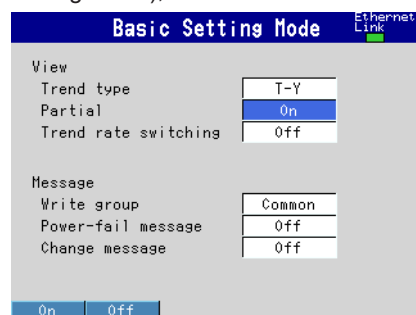 Basic Setting Mode
Ethernet
Link
View
Trend type T-Y
Partial On
Trend rate switching Off
Message
Write group Common
Power-fail message Off
Change message Off
On Off